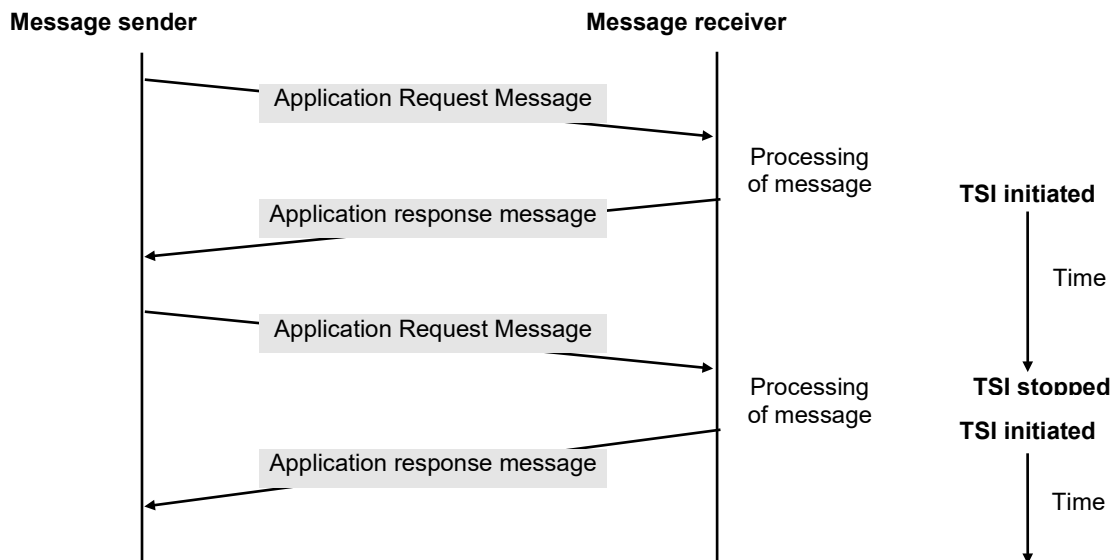 Message sender
Message receiver
Application Request Message
Processing
of message
TSI initiated
Application response message
Time
Application Request Message
Processing
of message
TSI stopped
TSI initiated
Application response message
Time